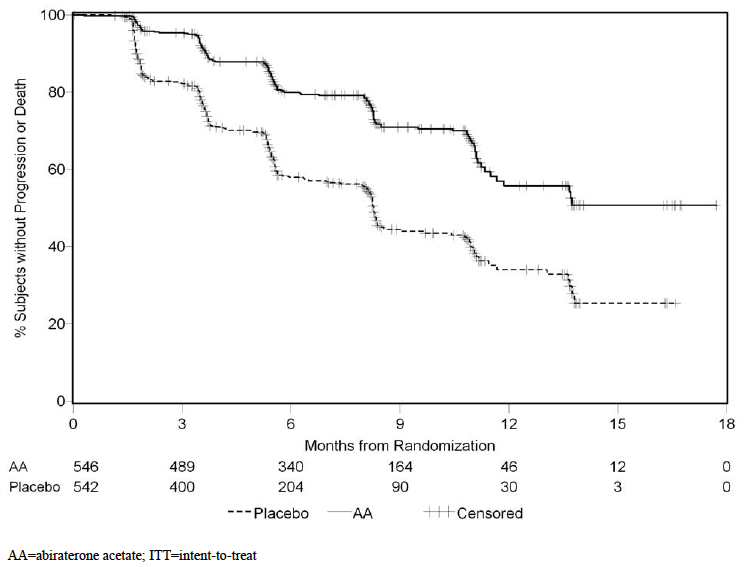 100
80
60
40
20
0
% Subjects without Progression or Death
0 3 6 9 12 15 18
Months from Randomization
AA 546 489 340 164 46 12 0
Placebo 542 400 204 90 30 3 0
Placebo AA Censored
AA=abiraterone acetate; ITT=intent-to-treat